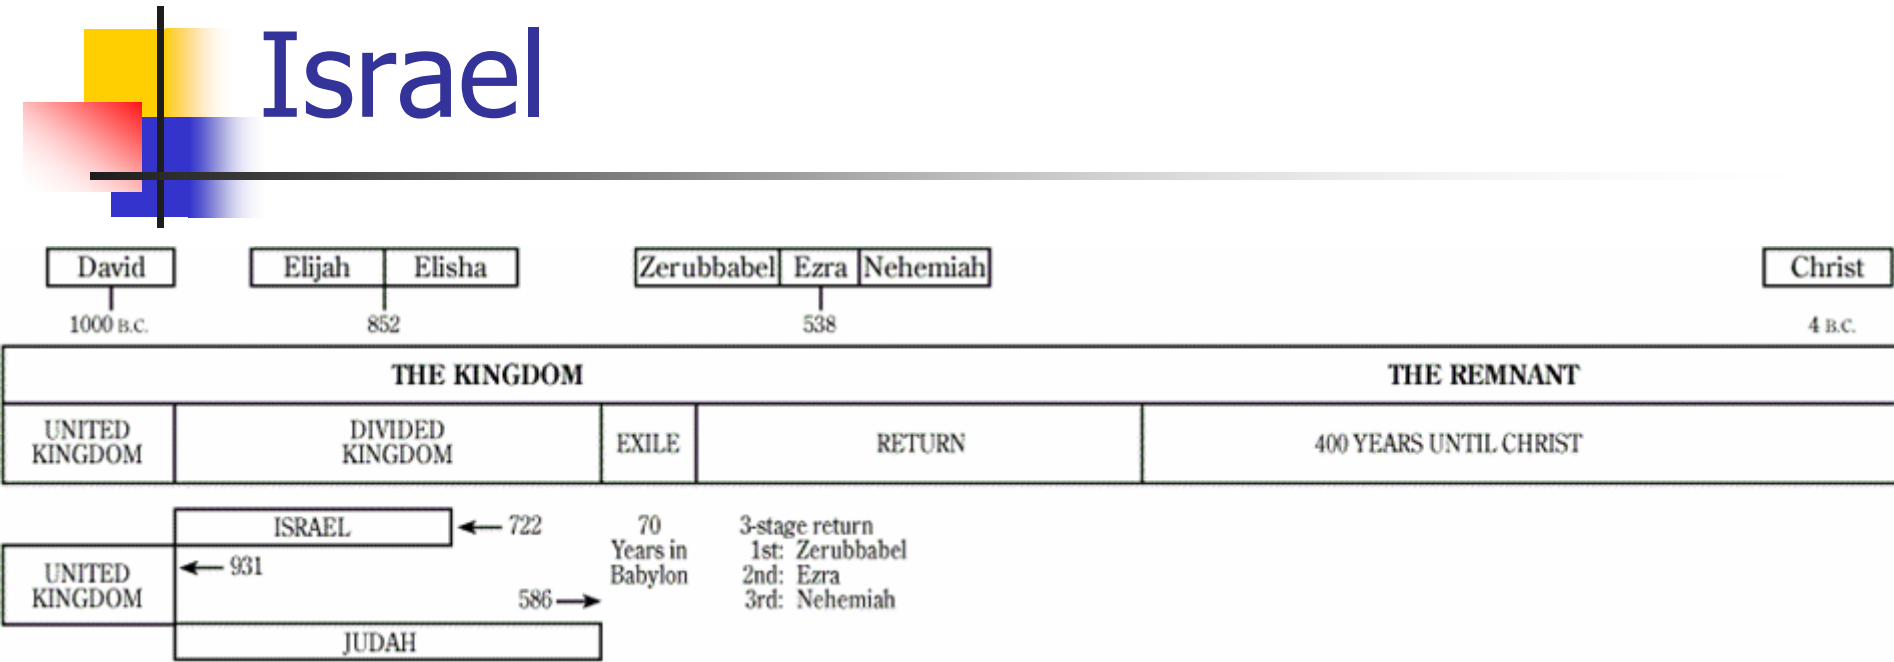 Israel
David
Elijah
Elisha
Zerubbabel
Ezra
Nehemiah
Christ
1000 B.C.
852
538
4 B.C.
THE KINGDOM
THE REMNANT
UNITED
KINGDOM
DIVIDED
KINGDOM
EXILE
RETURN
400 YEARS UNTIL CHRIST
ISRAEL
722
931
UNITED
KINGDOM
586
JUDAH
70
Years in
Babylon
3-stage return
1st: Zerubbabel
2nd: Ezra
3rd: Nehemiah